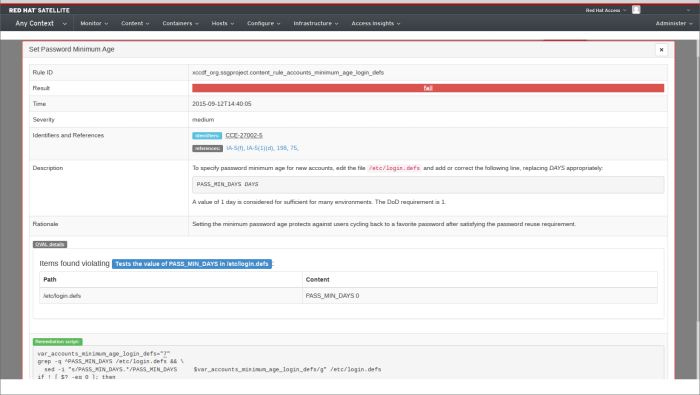 RED HAT SATELLITE
Red Hat Access
Any Context Monitor Content Containers Hosts Configure Infrastructure Access Insights Administer
Set Password Minimum Age ×
Rule ID xccdf_org.ssgproject.content_rule_accounts_minimum_age_login_defs
Result fail
Time 2015-09-12T14:40:05
Severity medium
Identifiers and References identifiers: CCE-27002-5
references: IA-5(f), IA-5(1)(d), 198, 75,
Description To specify password minimum age for new accounts, edit the file /etc/login.defs and add or correct the following line, replacing DAYS appropriately:
PASS_MIN_DAYS DAYS
A value of 1 day is considered for sufficient for many environments. The DoD requirement is 1.
Rationale Setting the minimum password age protects against users cycling back to a favorite password after satisfying the password reuse requirement.
OVAL details
Items found violating Tests the value of PASS_MIN_DAYS in /etc/login.defs:
Path Content
/etc/login.defs PASS_MIN_DAYS 0
Remediation script:
var_accounts_minimum_age_login_defs="7"
grep -q ^PASS_MIN_DAYS /etc/login.defs && \
sed -i "s/PASS_MIN_DAYS.*/PASS_MIN_DAYS $var_accounts_minimum_age_login_defs/g" /etc/login.defs
if ! [ $? -eq 0 ]; then